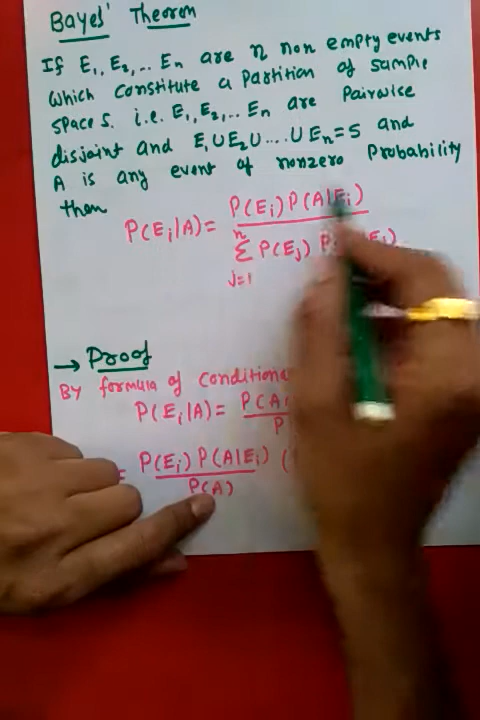 Bayes' Theorem
If E₁, E₂, .. Eₙ are n non empty events
which constitute a Partition of sample
space S. i.e. E₁, E₂, ... Eₙ are Pairwise
disjoint and E₁ ∪ E₂ ∪ .... ∪ Eₙ = S and
A is any event of nonzero Probability
then
P(Eᵢ) P(A|Eᵢ)
P(Eᵢ|A) =
n
Σ P(Eⱼ)
j=1
→ Proof
By formula of
P(Eᵢ|A) =
= P(Eᵢ) P(A|Eᵢ)
P(A)